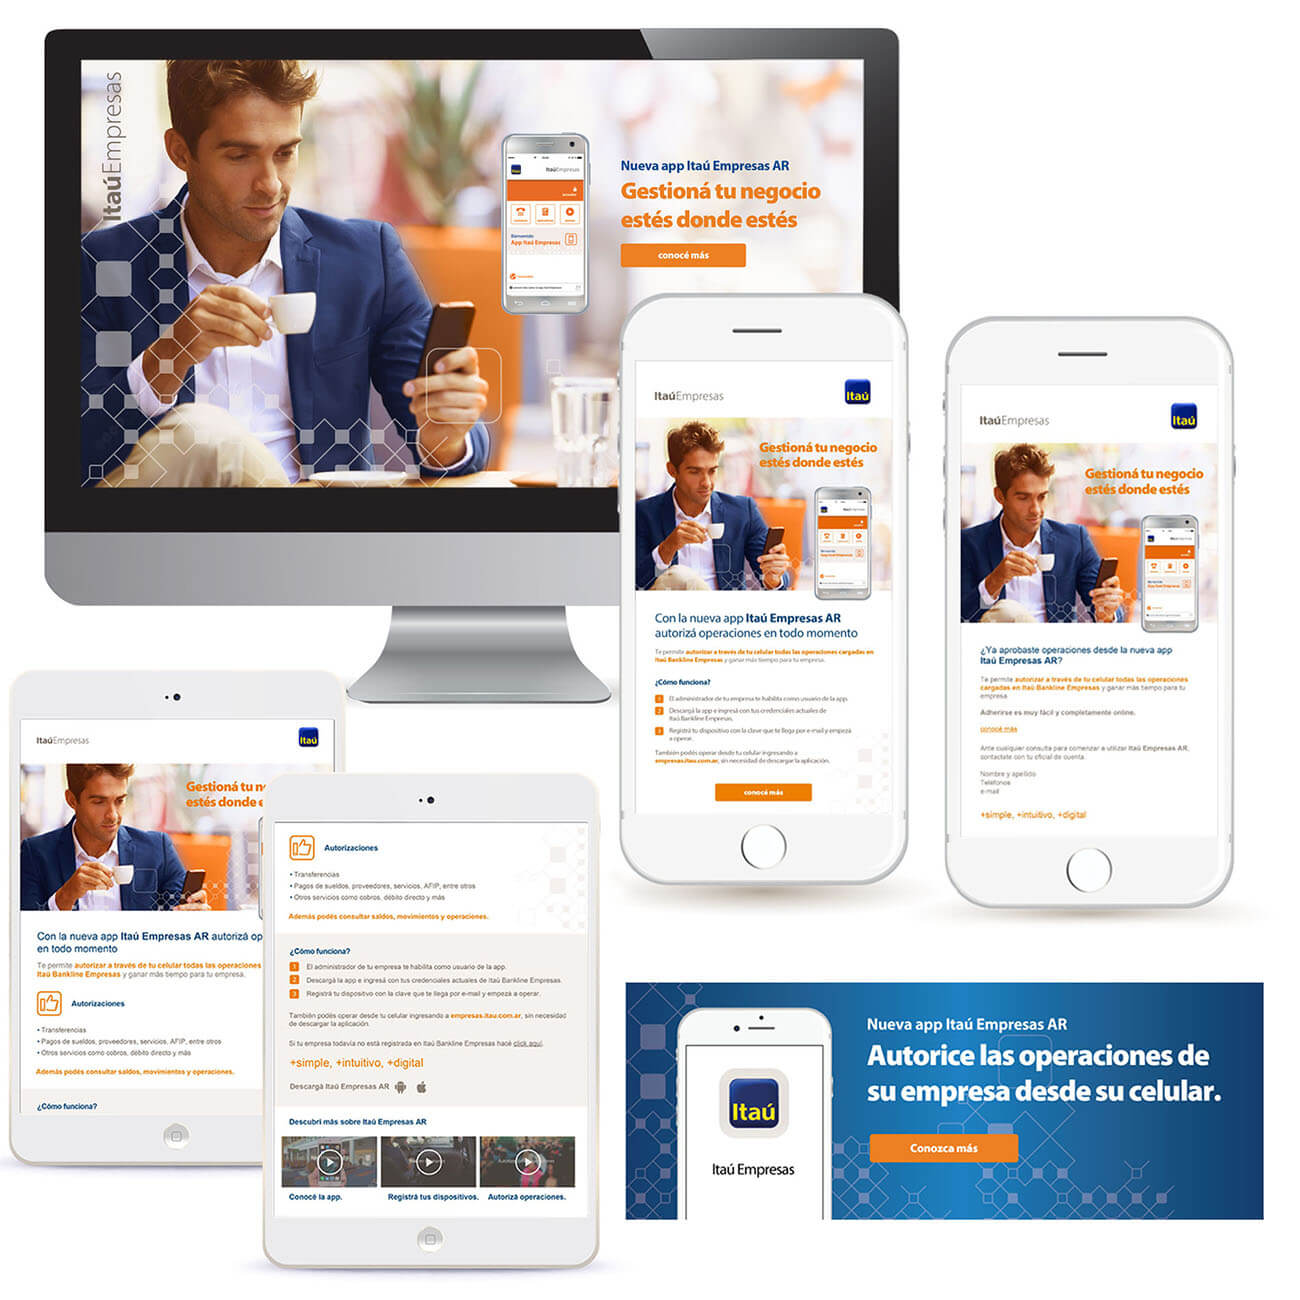 ItaúEmpresas
Itaú Empresas
Bienvenido
App Itaú Empresas
Nueva app Itaú Empresas AR
Gestioná tu negocio
estés donde estés
conocé más
ItaúEmpresas
Itaú
Gestioná tu negocio
estés donde estés
Con la nueva app Itaú Empresas AR
autorizá operaciones en todo momento
Te permite autorizar a través de tu celular todas las operaciones cargadas en
Itaú Bankline Empresas y ganar más tiempo para tu empresa.
¿Cómo funciona?
1 El administrador de tu empresa te habilita como usuario de la app.
2 Descargá la app e ingresá con tus credenciales actuales de
Itaú Bankline Empresas.
3 Registrá tu dispositivo con la clave que te llega por e-mail y empezá
a operar.
También podés operar desde tu celular ingresando a
empresas.itau.com.ar, sin necesidad de descargar la aplicación.
conocé más
ItaúEmpresas
Itaú
Gestioná tu negocio
estés donde estés
¿Ya aprobaste operaciones desde la nueva app
Itaú Empresas AR?
Te permite autorizar a través de tu celular todas las operaciones
cargadas en Itaú Bankline Empresas y ganar más tiempo para tu
empresa
Adherirse es muy fácil y completamente online.
conocé más
Ante cualquier consulta para comenzar a utilizar Itaú Empresas AR,
contactate con tu oficial de cuenta.
Nombre y apellido
Teléfonos
e-mail
+simple, +intuitivo, +digital
ItaúEmpresas
Itaú
Gestioná tu n
estés donde e
Con la nueva app Itaú Empresas AR autorizá op
en todo momento
Te permite autorizar a través de tu celular todas las operaciones
Itaú Bankline Empresas y ganar más tiempo para tu empresa.
Autorizaciones
• Transferencias
• Pagos de sueldos, proveedores, servicios, AFIP, entre otros
• Otros servicios como cobros, débito directo y más
Además podés consultar saldos, movimientos y operaciones.
¿Cómo funciona?
Autorizaciones
• Transferencias
• Pagos de sueldos, proveedores, servicios, AFIP, entre otros
• Otros servicios como cobros, débito directo y más
Además podés consultar saldos, movimientos y operaciones.
¿Cómo funciona?
1 El administrador de tu empresa te habilita como usuario de la app.
2 Descargá la app e ingresá con tus credenciales actuales de Itaú Bankline Empresas.
3 Registrá tu dispositivo con la clave que te llega por e-mail y empezá a operar.
También podés operar desde tu celular ingresando a empresas.itau.com.ar, sin necesidad
de descargar la aplicación.
Si tu empresa todavía no está registrada en Itaú Bankline Empresas hacé click aquí.
+simple, +intuitivo, +digital
Descargá Itaú Empresas AR
Descubrí más sobre Itaú Empresas AR
Conocé la app.
Registrá tus dispositivos.
Autorizá operaciones.
Itaú
Itaú Empresas
Nueva app Itaú Empresas AR
Autorice las operaciones de
su empresa desde su celular.
Conozca más